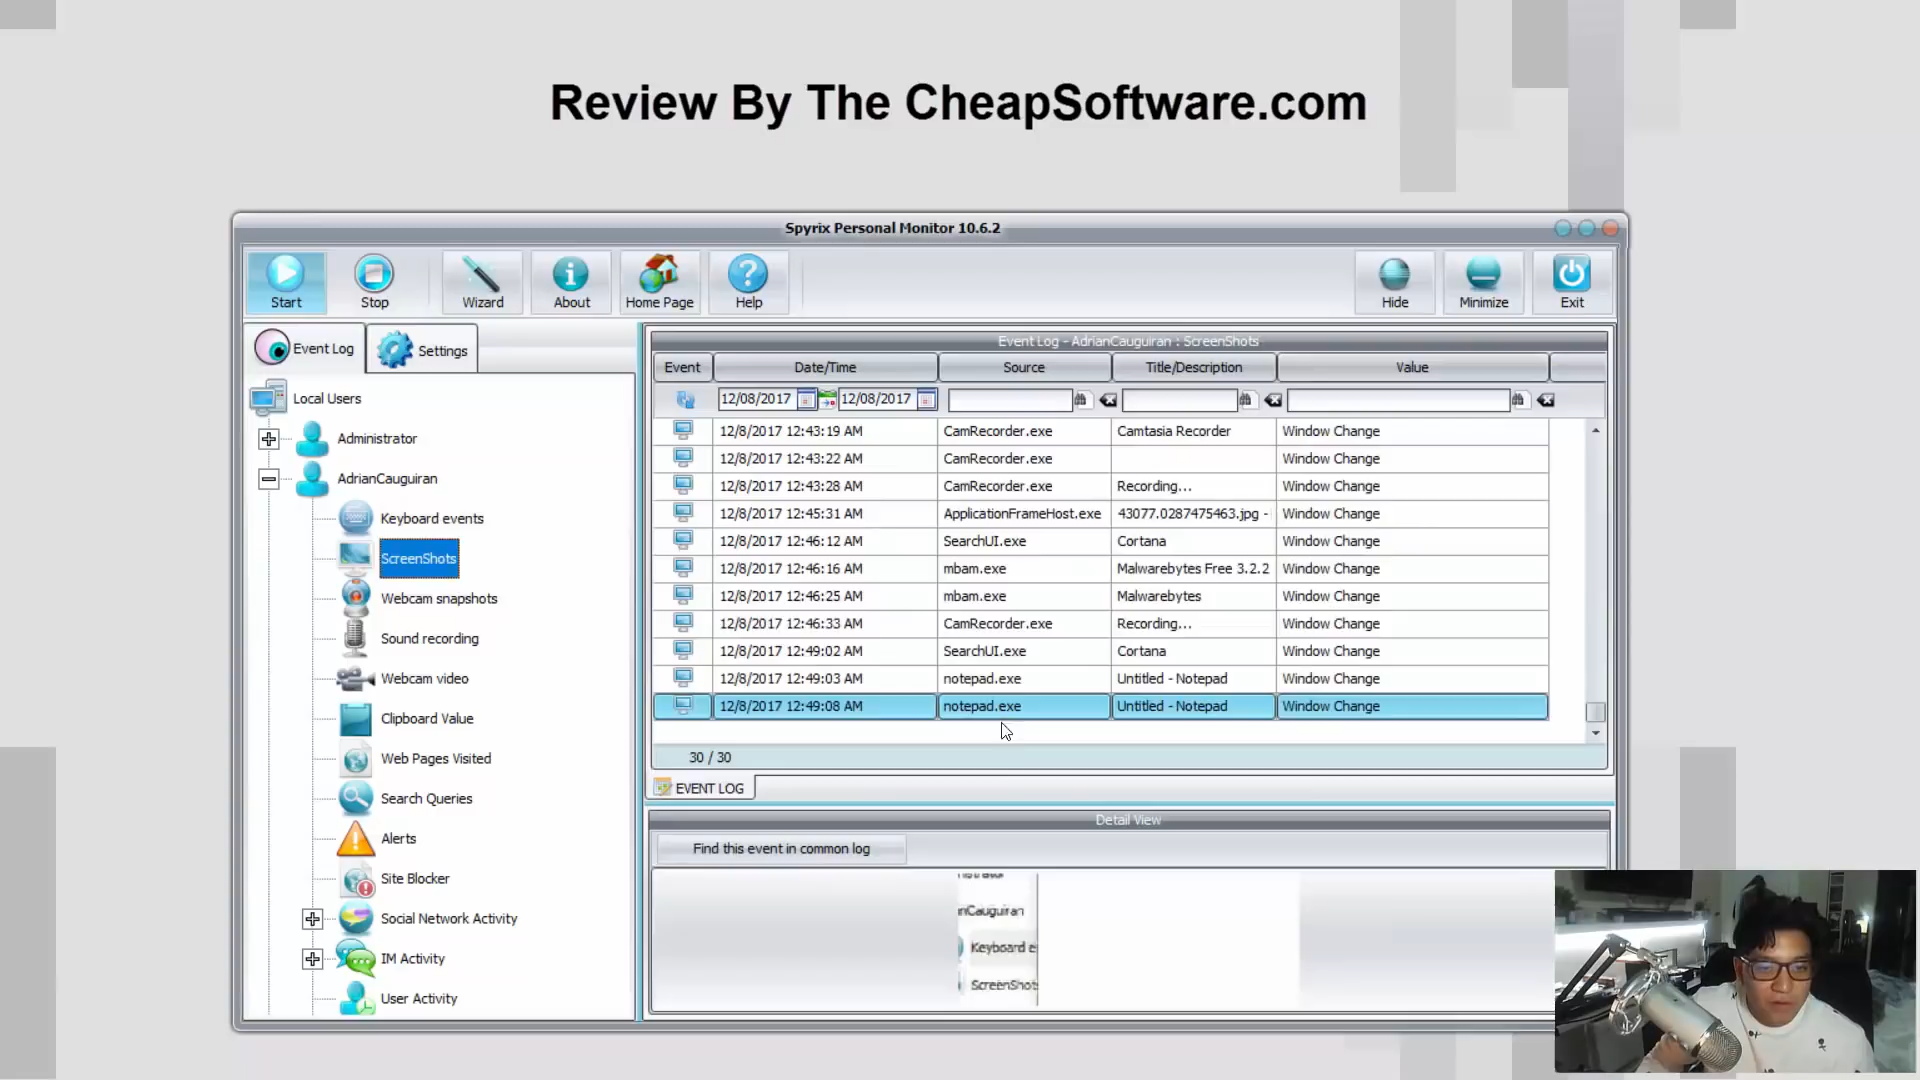 Review By The CheapSoftware.com
Spyrix Personal Monitor 10.6.2
Start
Stop
Wizard
About
Home Page
Help
Hide
Minimize
Exit
Event Log
Settings
Local Users
Administrator
AdrianCauguiran
Keyboard events
ScreenShots
Webcam snapshots
Sound recording
Webcam video
Clipboard Value
Web Pages Visited
Search Queries
Alerts
Site Blocker
Social Network Activity
IM Activity
User Activity
Event Log - AdrianCauguiran : ScreenShots
Event Date/Time Source Title/Description Value
12/08/2017 12/08/2017
12/8/2017 12:43:19 AM CamRecorder.exe Camtasia Recorder Window Change
12/8/2017 12:43:22 AM CamRecorder.exe Window Change
12/8/2017 12:43:28 AM CamRecorder.exe Recording... Window Change
12/8/2017 12:45:31 AM ApplicationFrameHost.exe 43077.0287475463.jpg - Window Change
12/8/2017 12:46:12 AM SearchUI.exe Cortana Window Change
12/8/2017 12:46:16 AM mbam.exe Malwarebytes Free 3.2.2 Window Change
12/8/2017 12:46:25 AM mbam.exe Malwarebytes Window Change
12/8/2017 12:46:33 AM CamRecorder.exe Recording... Window Change
12/8/2017 12:49:02 AM SearchUI.exe Cortana Window Change
12/8/2017 12:49:03 AM notepad.exe Untitled - Notepad Window Change
12/8/2017 12:49:08 AM notepad.exe Untitled - Notepad Window Change
30 / 30
EVENT LOG
Detail View
Find this event in common log
nCauguiran
Keyboard e
ScreenShots